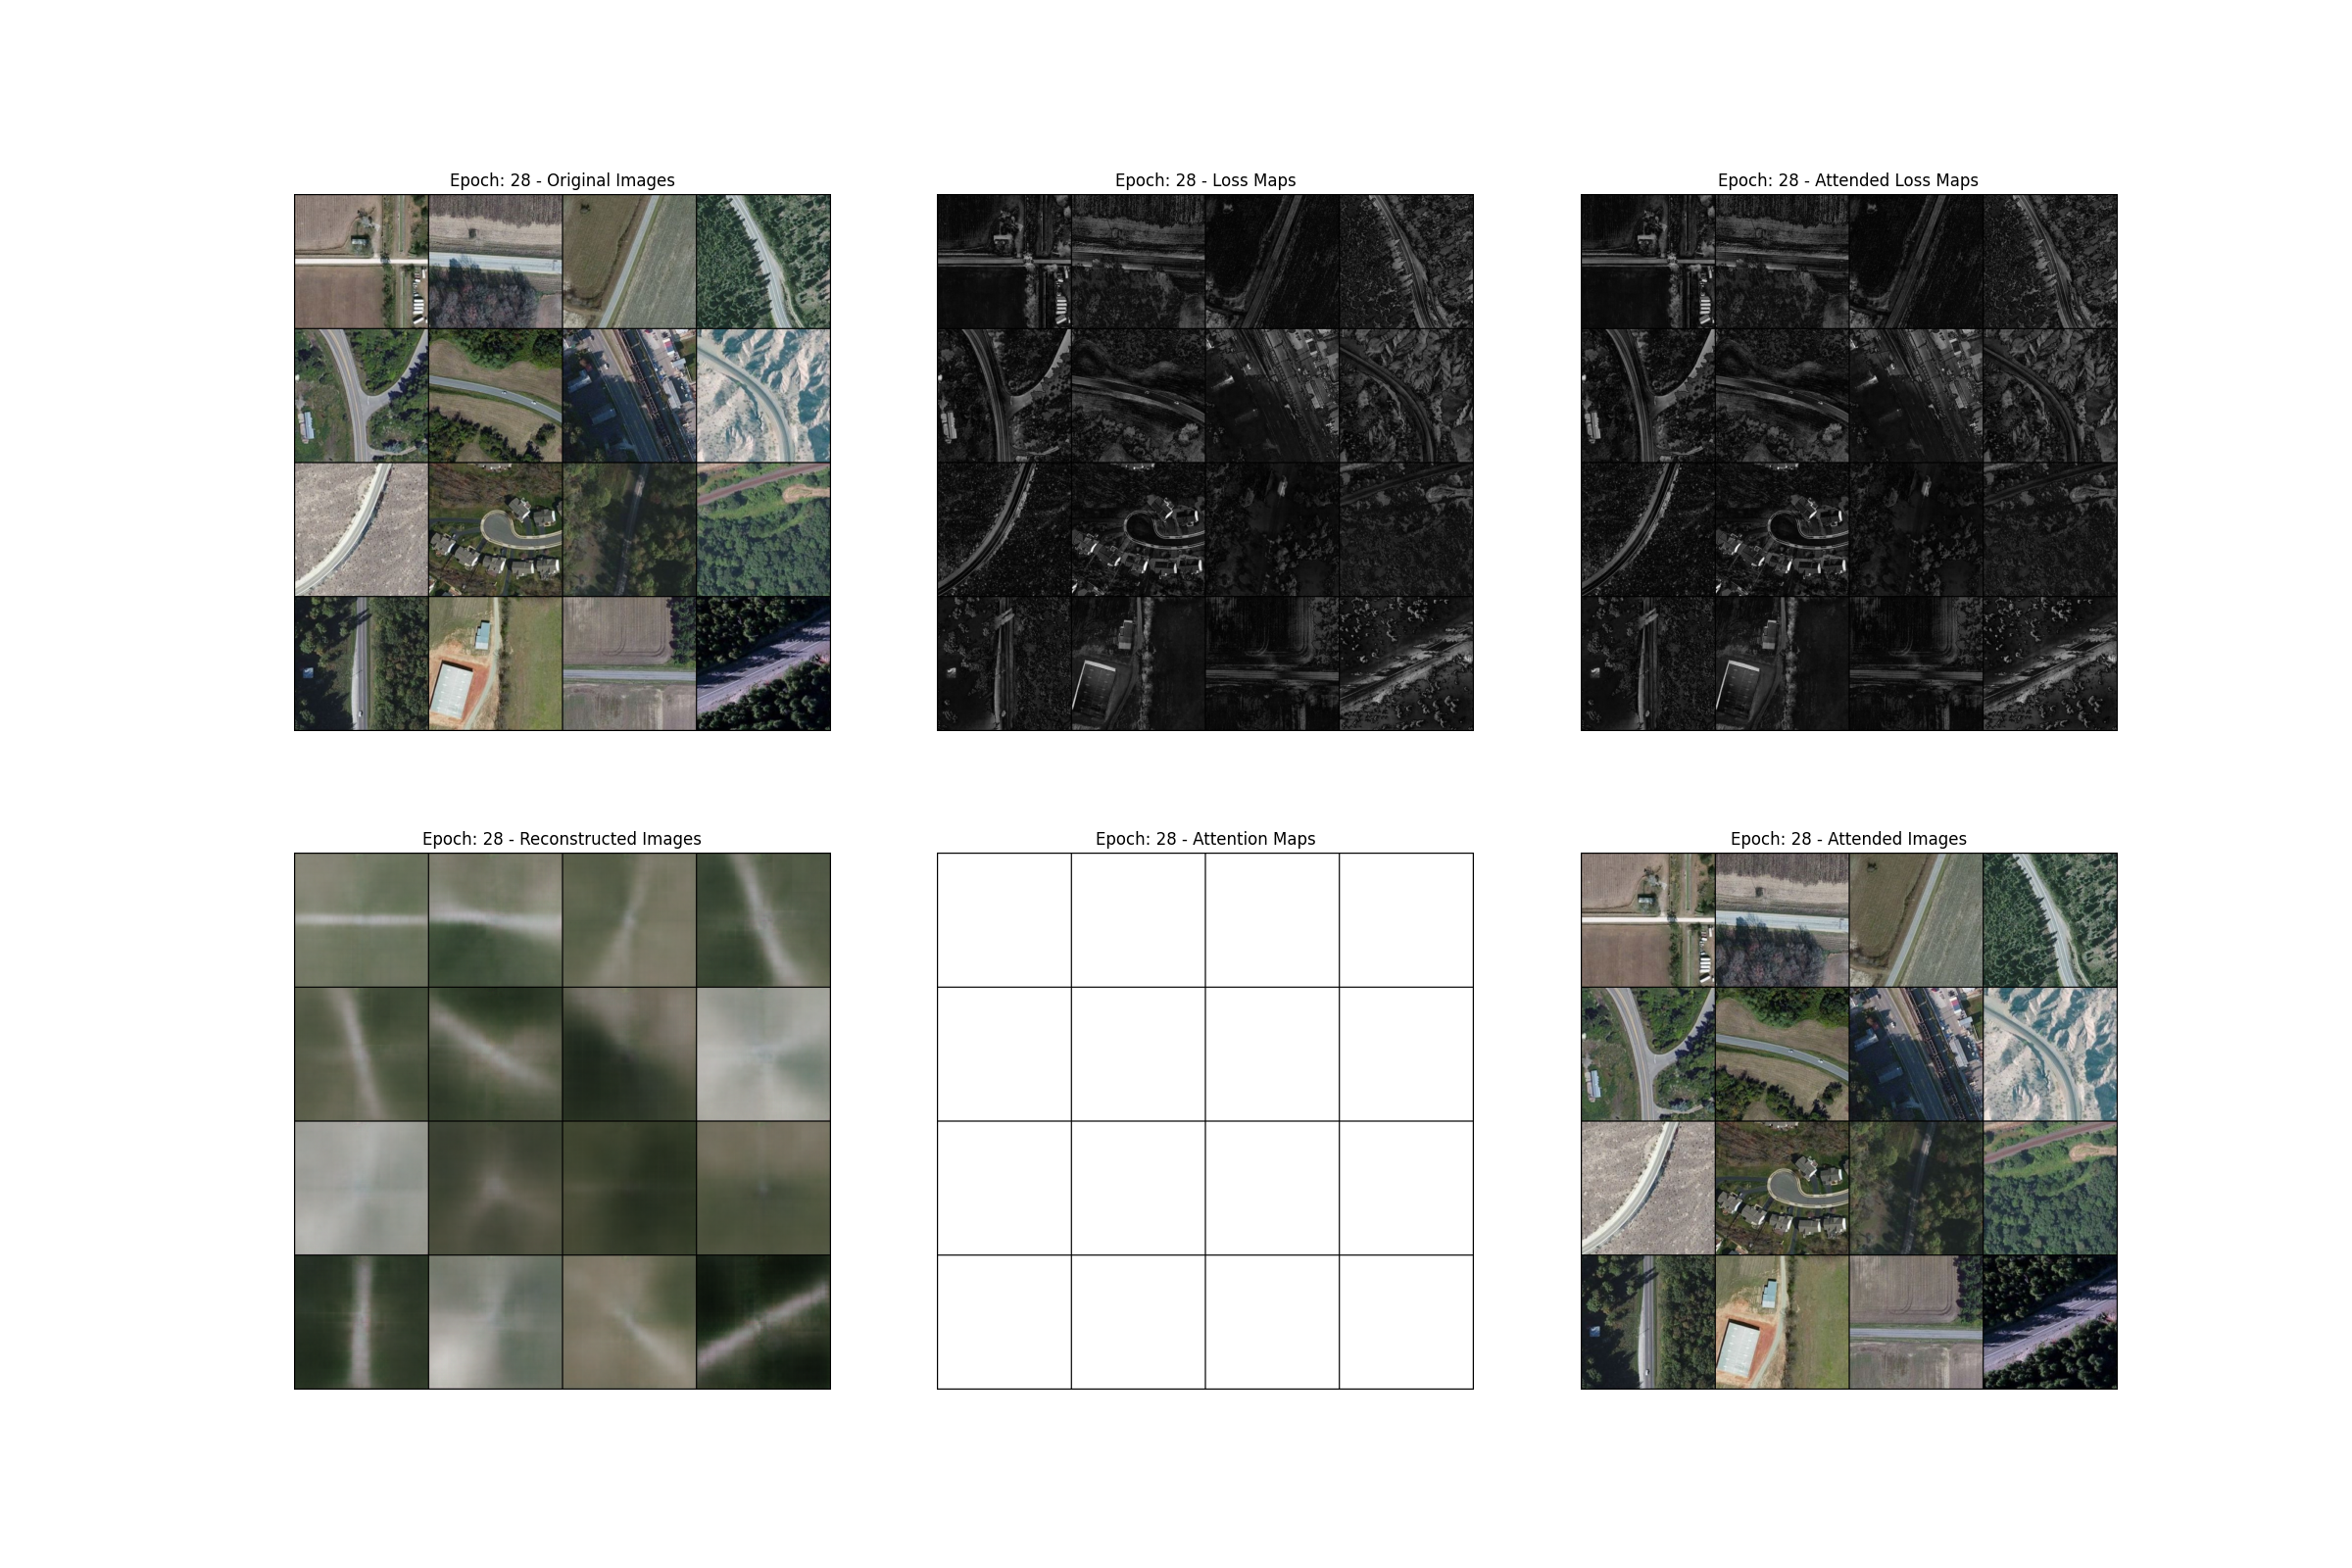 Epoch: 28 - Original Images
Epoch: 28 - Loss Maps
Epoch: 28 - Attended Loss Maps
Epoch: 28 - Reconstructed Images
Epoch: 28 - Attention Maps
Epoch: 28 - Attended Images